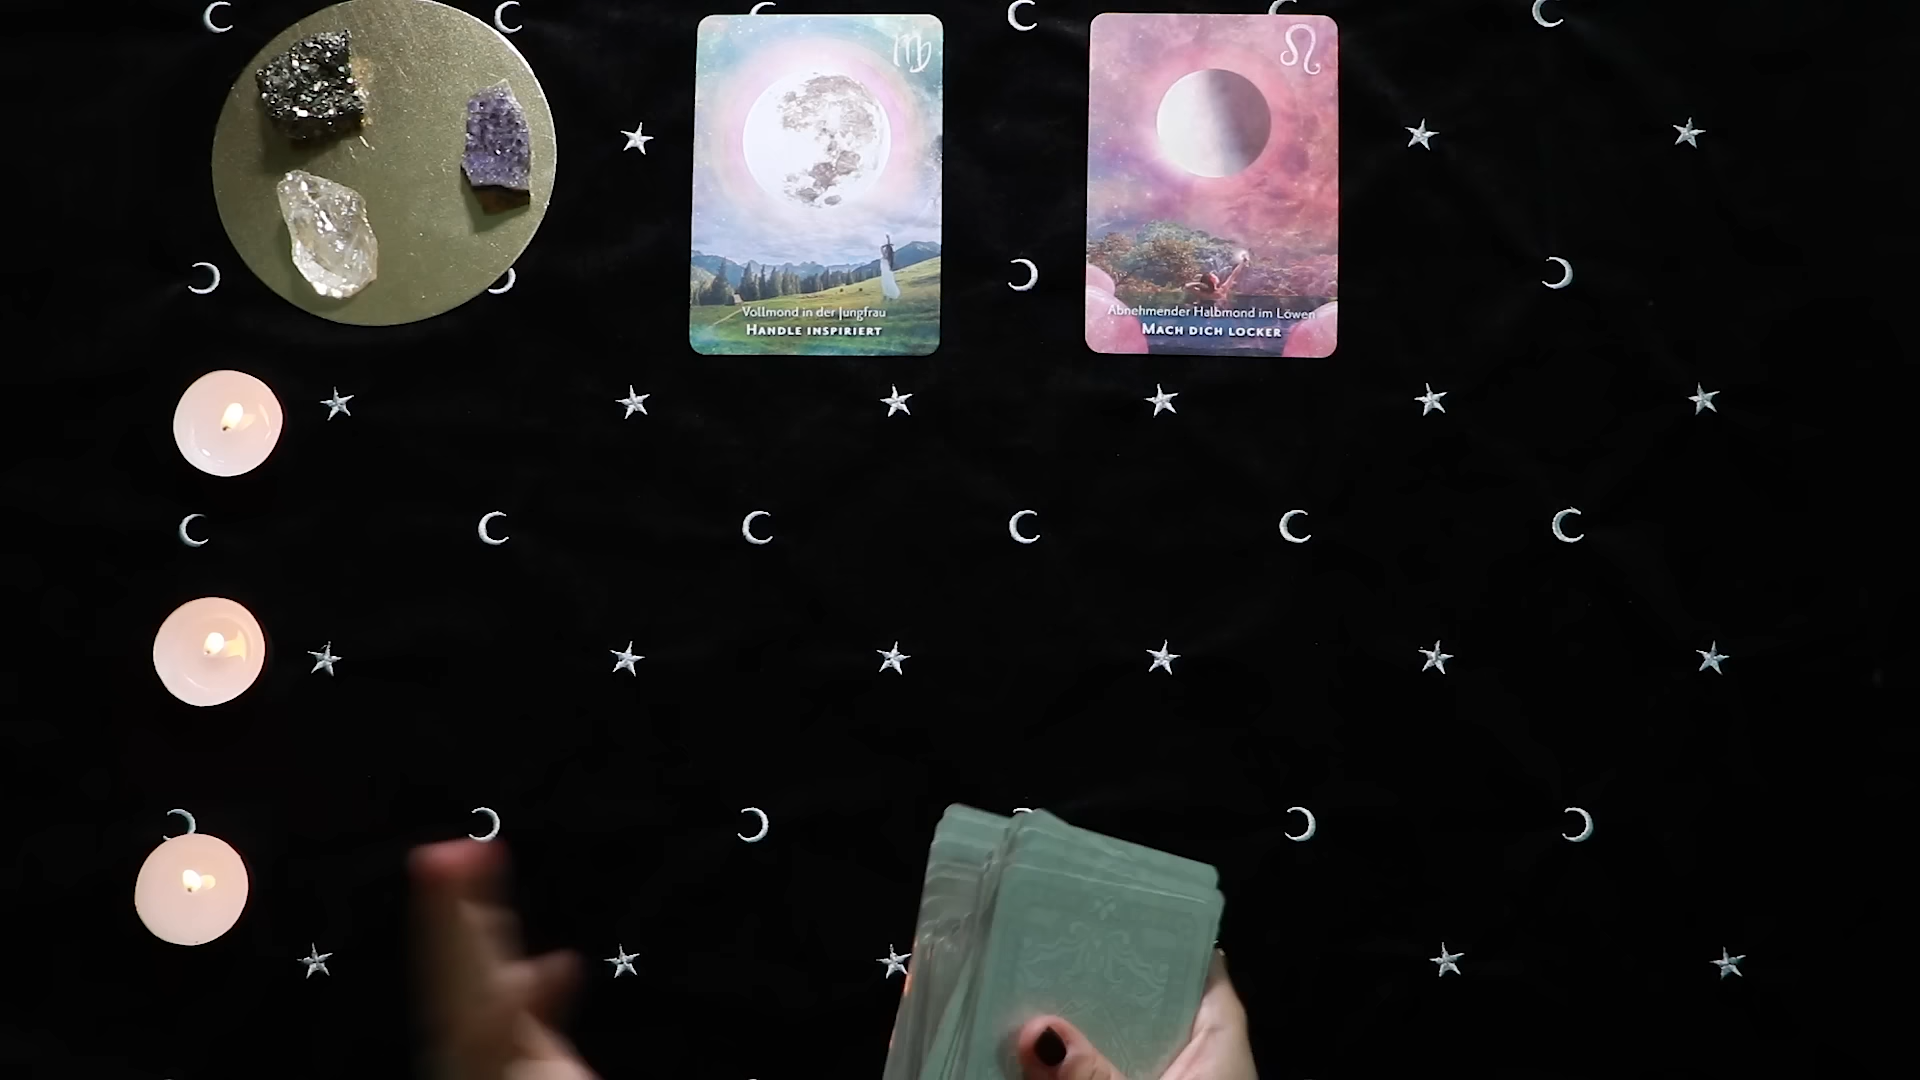 Vollmond in der Jungfrau
HANDLE INSPIRIERT
Abnehmender Halbmond im Löwen
MACH DICH LOCKER